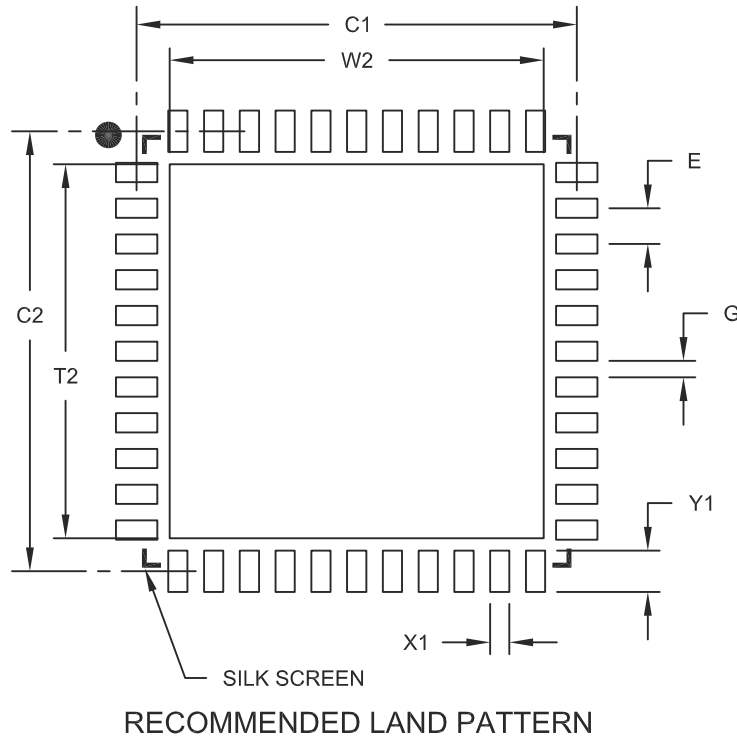 C1
W2
E
C2
G
T2
Y1
X1
SILK SCREEN
RECOMMENDED LAND PATTERN